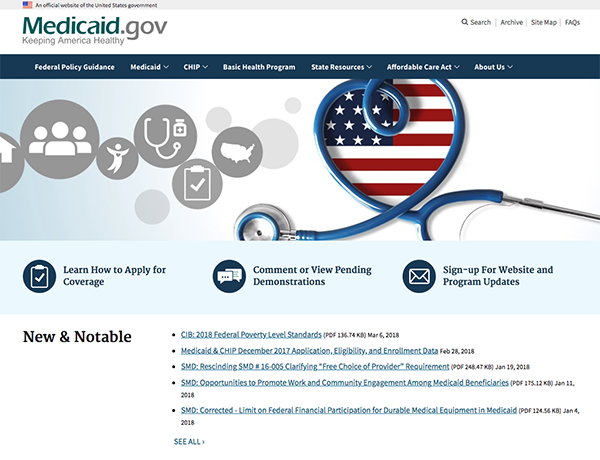 An official website of the United States government
Medicaid.gov
Keeping America Healthy
Search | Archive | Site Map | FAQs
Federal Policy Guidance Medicaid CHIP Basic Health Program State Resources Affordable Care Act About Us
Learn How to Apply for
Coverage
Comment or View Pending
Demonstrations
Sign-up For Website and
Program Updates
New & Notable
CIB: 2018 Federal Poverty Level Standards (PDF 136.74 KB) Mar 6, 2018
Medicaid & CHIP December 2017 Application, Eligibility, and Enrollment Data Feb 28, 2018
SMD: Rescinding SMD # 16-005 Clarifying "Free Choice of Provider" Requirement (PDF 248.47 KB) Jan 19, 2018
SMD: Opportunities to Promote Work and Community Engagement Among Medicaid Beneficiaries (PDF 175.12 KB) Jan 11,
2018
SMD: Corrected - Limit on Federal Financial Participation for Durable Medical Equipment in Medicaid (PDF 124.56 KB) Jan 4,
2018
SEE ALL ›